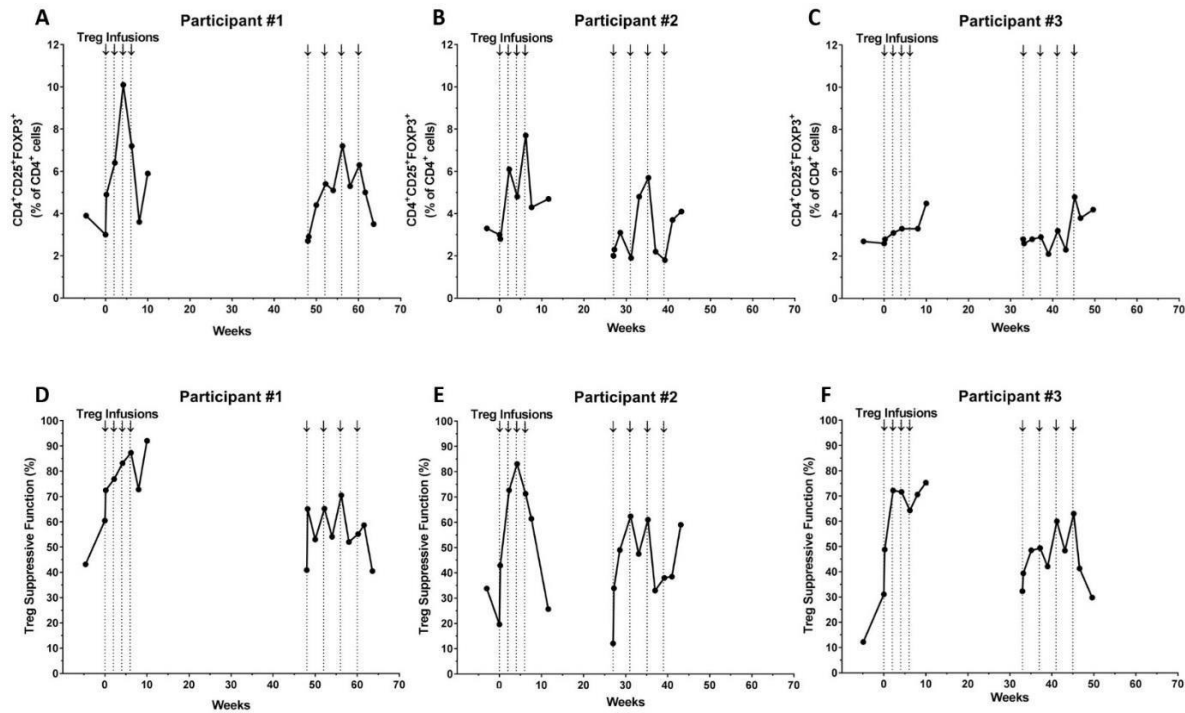 A Participant #1
Treg Infusions
CD4⁺CD25⁺FOXP3⁺
(% of CD4⁺ cells)
12
10
8
6
4
2
0
0 10 20 30 40 50 60 70
Weeks
B Participant #2
Treg Infusions
CD4⁺CD25⁺FOXP3⁺
(% of CD4⁺ cells)
12
10
8
6
4
2
0
0 10 20 30 40 50 60 70
Weeks
C Participant #3
Treg Infusions
CD4⁺CD25⁺FOXP3⁺
(% of CD4⁺ cells)
12
10
8
6
4
2
0
0 10 20 30 40 50 60 70
Weeks
D Participant #1
Treg Infusions
Treg Suppressive Function (%)
100
90
80
70
60
50
40
30
20
10
0
0 10 20 30 40 50 60 70
Weeks
E Participant #2
Treg Infusions
Treg Suppressive Function (%)
100
90
80
70
60
50
40
30
20
10
0
0 10 20 30 40 50 60 70
Weeks
F Participant #3
Treg Infusions
Treg Suppressive Function (%)
100
90
80
70
60
50
40
30
20
10
0
0 10 20 30 40 50 60 70
Weeks